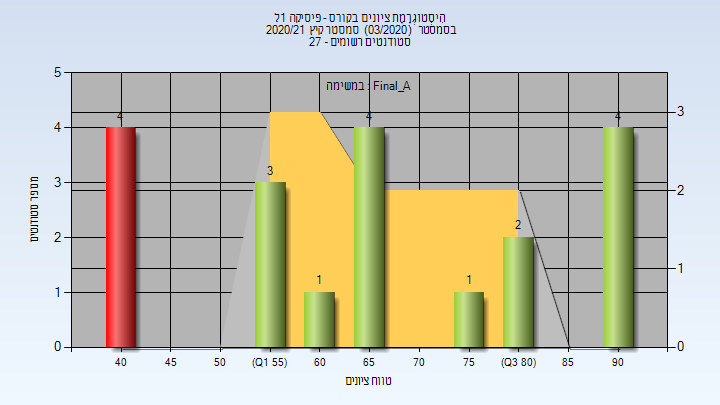 היסטוגרמת ציונים בקורס - פיסיקה 1ל
בסמסטר (03/2020) סמסטר קיץ 2020/21
סטודנטים רשומים - 27
במשימה : Final_A
מספר סטודנטים
5
4
3
2
1
0
3
2
1
0
4
3
1
4
1
2
4
40 45 50 (Q1 55) 60 65 70 75 (Q3 80) 85 90
טווח ציונים